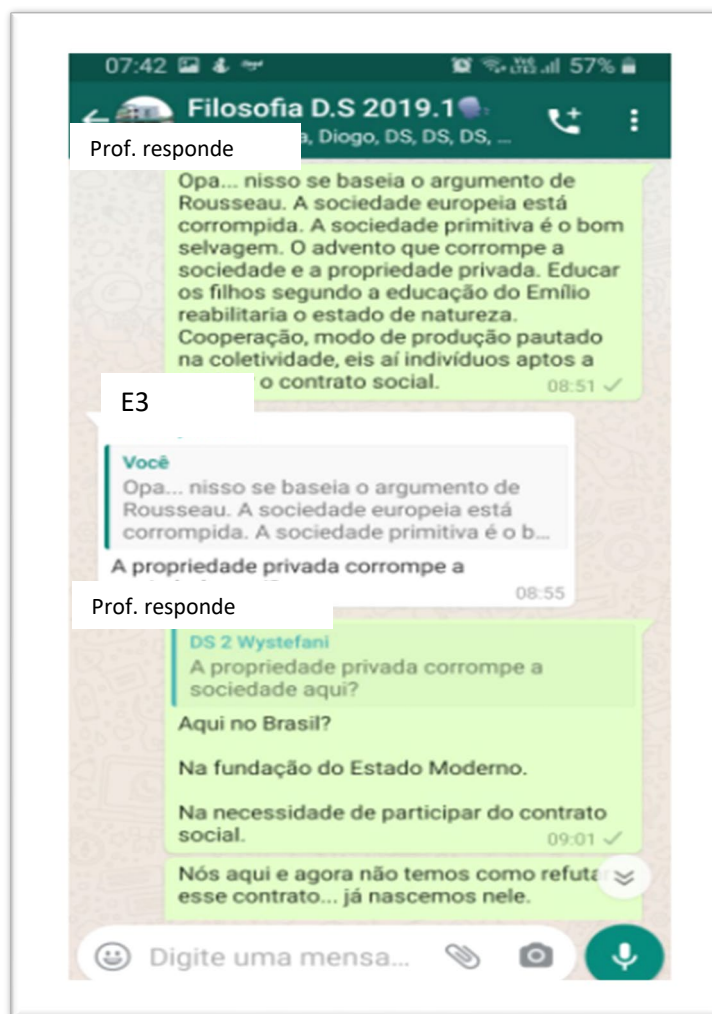 07:42 57%
Filosofia D.S 2019.1
a, Diogo, DS, DS, DS, ...
Prof. responde
Opa... nisso se baseia o argumento de
Rousseau. A sociedade europeia está
corrompida. A sociedade primitiva é o bom
selvagem. O advento que corrompe a
sociedade e a propriedade privada. Educar
os filhos segundo a educação do Emílio
reabilitaria o estado de natureza.
Cooperação, modo de produção pautado
na coletividade, eis aí indivíduos aptos a
o contrato social. 08:51
E3
Você
Opa... nisso se baseia o argumento de
Rousseau. A sociedade europeia está
corrompida. A sociedade primitiva é o b...
A propriedade privada corrompe a
08:55
Prof. responde
DS 2 Wystefani
A propriedade privada corrompe a
sociedade aqui?
Aqui no Brasil?
Na fundação do Estado Moderno.
Na necessidade de participar do contrato
social. 09:01
Nós aqui e agora não temos como refutar
esse contrato... já nascemos nele.
Digite uma mensa...